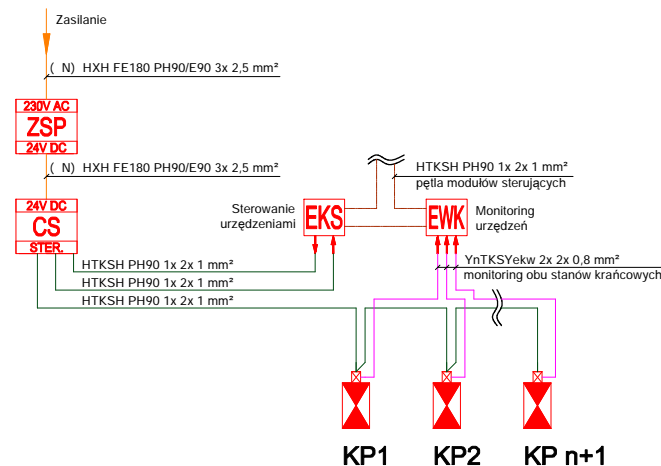 Zasilanie
( N) HXH FE180 PH90/E90 3x 2,5 mm²
230V AC
ZSP
24V DC
( N) HXH FE180 PH90/E90 3x 2,5 mm²
HTKSH PH90 1x 2x 1 mm²
pętla modułów sterujących
24V DC
CS
STER.
Sterowanie
urzędzeniami
EKS
EWK
Monitoring
urządzeń
HTKSH PH90 1x 2x 1 mm²
HTKSH PH90 1x 2x 1 mm²
HTKSH PH90 1x 2x 1 mm²
YnTKSYekw 2x 2x 0,8 mm²
monitoring obu stanów krańcowych
KP1
KP2
KP n+1